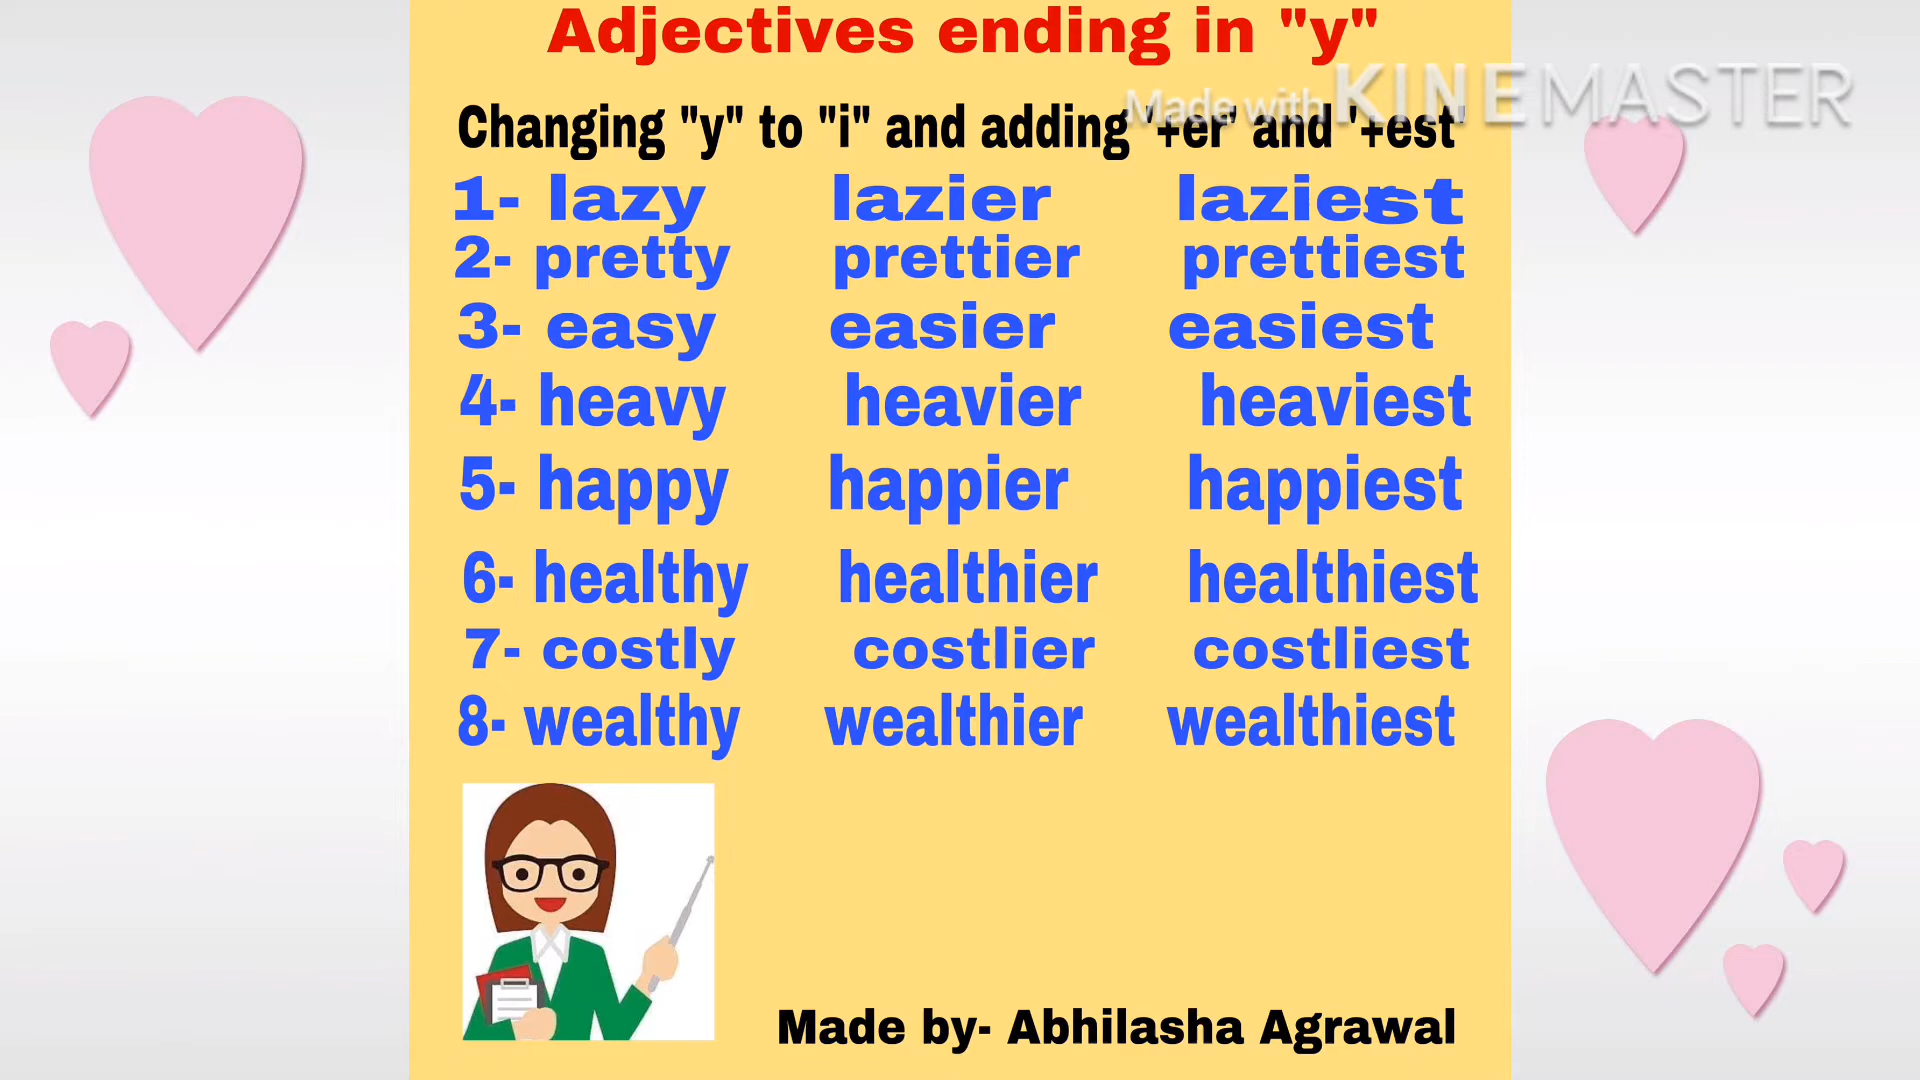 Adjectives ending in "y"
Made with KINEMASTER
Changing "y" to "i" and adding '+er' and '+est'
1- lazy lazier laziest
2- pretty prettier prettiest
3- easy easier easiest
4- heavy heavier heaviest
5- happy happier happiest
6- healthy healthier healthiest
7- costly costlier costliest
8- wealthy wealthier wealthiest
Made by- Abhilasha Agrawal